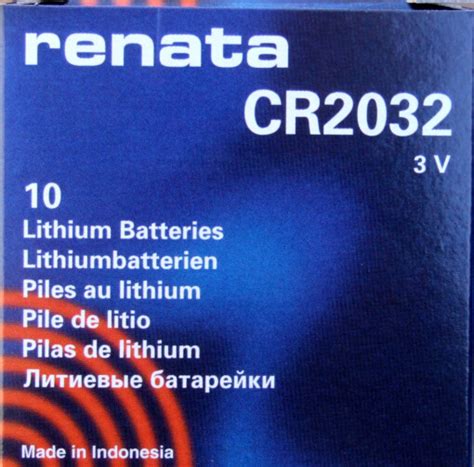 renata
CR2032
3 V
10
Lithium Batteries
Lithiumbatterien
Piles au lithium
Pile de litio
Pilas de lithium
Литиевые батарейки
Made in Indonesia